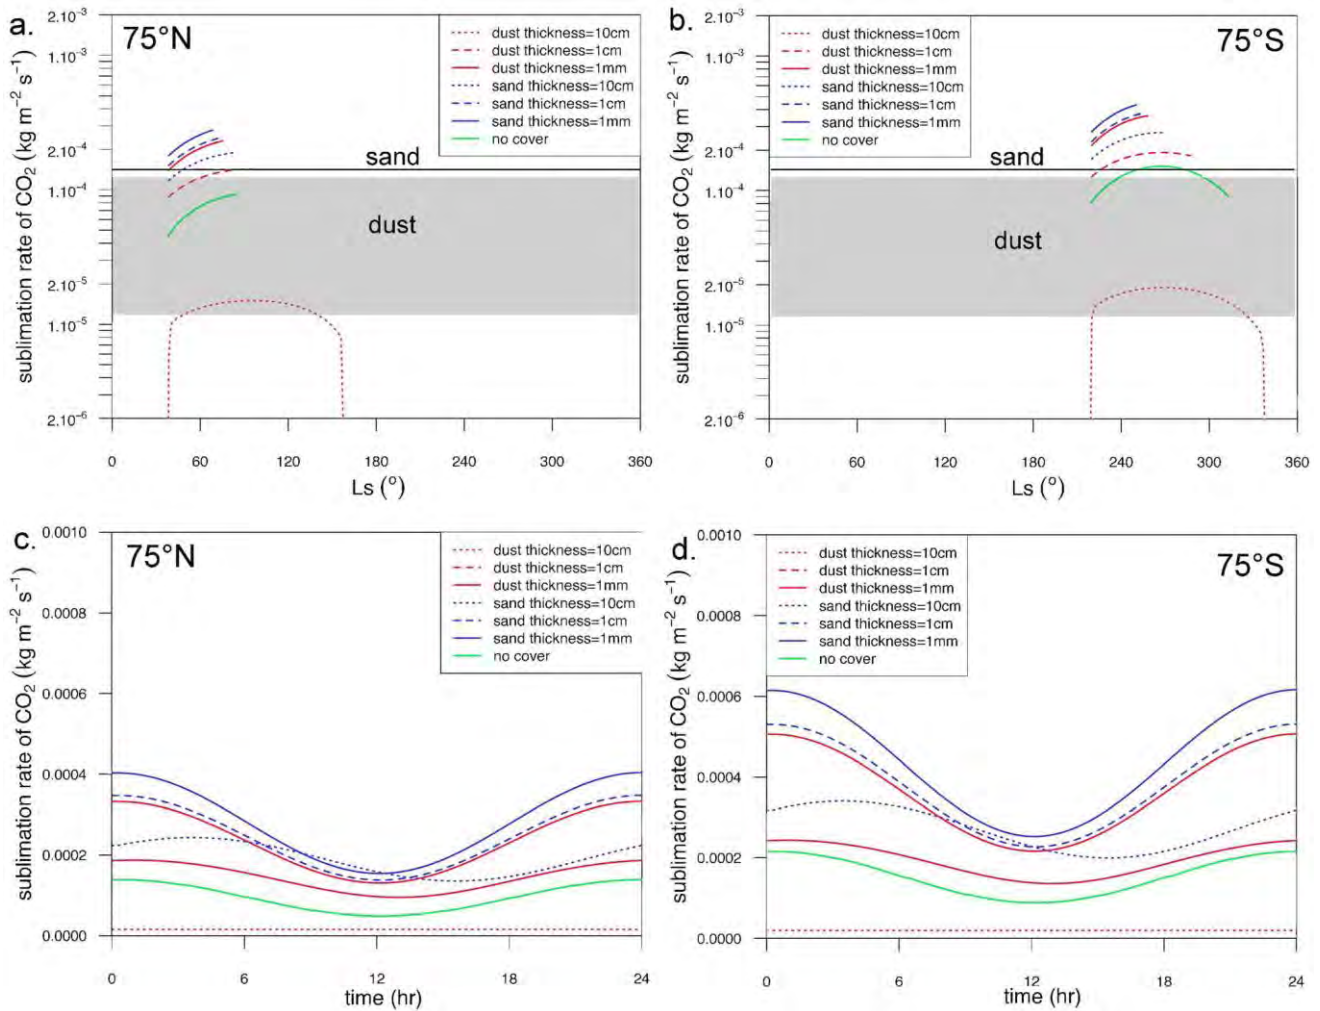 a.
75°N
sublimation rate of CO₂ (kg m⁻² s⁻¹)
2.10⁻³
1.10⁻³
2.10⁻⁴
1.10⁻⁴
2.10⁻⁵
1.10⁻⁵
2.10⁻⁶
dust thickness=10cm
dust thickness=1cm
dust thickness=1mm
sand thickness=10cm
sand thickness=1cm
sand thickness=1mm
no cover
sand
dust
0 60 120 180 240 300 360
Ls (°)
b.
75°S
sublimation rate of CO₂ (kg m⁻² s⁻¹)
2.10⁻³
1.10⁻³
2.10⁻⁴
1.10⁻⁴
2.10⁻⁵
1.10⁻⁵
2.10⁻⁶
dust thickness=10cm
dust thickness=1cm
dust thickness=1mm
sand thickness=10cm
sand thickness=1cm
sand thickness=1mm
no cover
sand
dust
0 60 120 180 240 300 360
Ls (°)
c.
75°N
sublimation rate of CO₂ (kg m⁻² s⁻¹)
0.0010
0.0008
0.0006
0.0004
0.0002
0.0000
dust thickness=10cm
dust thickness=1cm
dust thickness=1mm
sand thickness=10cm
sand thickness=1cm
sand thickness=1mm
no cover
0 6 12 18 24
time (hr)
d.
75°S
sublimation rate of CO₂ (kg m⁻² s⁻¹)
0.0010
0.0008
0.0006
0.0004
0.0002
0.0000
dust thickness=10cm
dust thickness=1cm
dust thickness=1mm
sand thickness=10cm
sand thickness=1cm
sand thickness=1mm
no cover
0 6 12 18 24
time (hr)